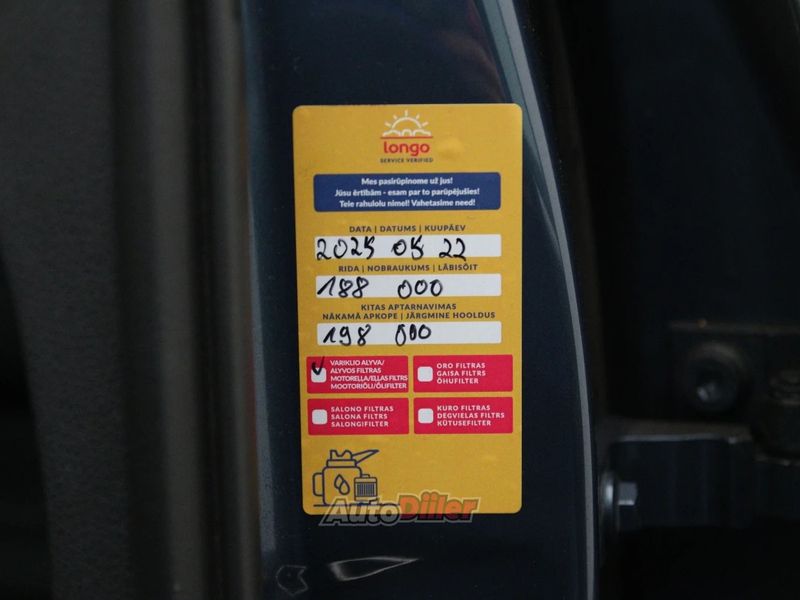 longo
SERVICE VERIFIED
Mes pasirūpinome už jus!
Jūsu ērtībām - esam par to parūpējušies!
Teie rahulolu nimel! Vahetasime need!
DATA | DATUMS | KUUPÄEV
2025 05 22
RIDA | NOBRAUKUMS | LÄBISÕIT
188 000
KITAS APTARNAVIMAS
NĀKAMĀ APKOPE | JÄRGMINE HOOLDUS
198 000
VARIKLIO ALYVA/
ALYVOS FILTRAS
MOTOREĻĻA/EĻĻAS FILTRS
MOOTORIÕLI/ÕLIFILTER
ORO FILTRAS
GAISA FILTRS
ÕHUFILTER
SALONO FILTRAS
SALONA FILTRS
SALONGIFILTER
KURO FILTRAS
DEGVIELAS FILTRS
KÜTUSEFILTER
AutoDiiler